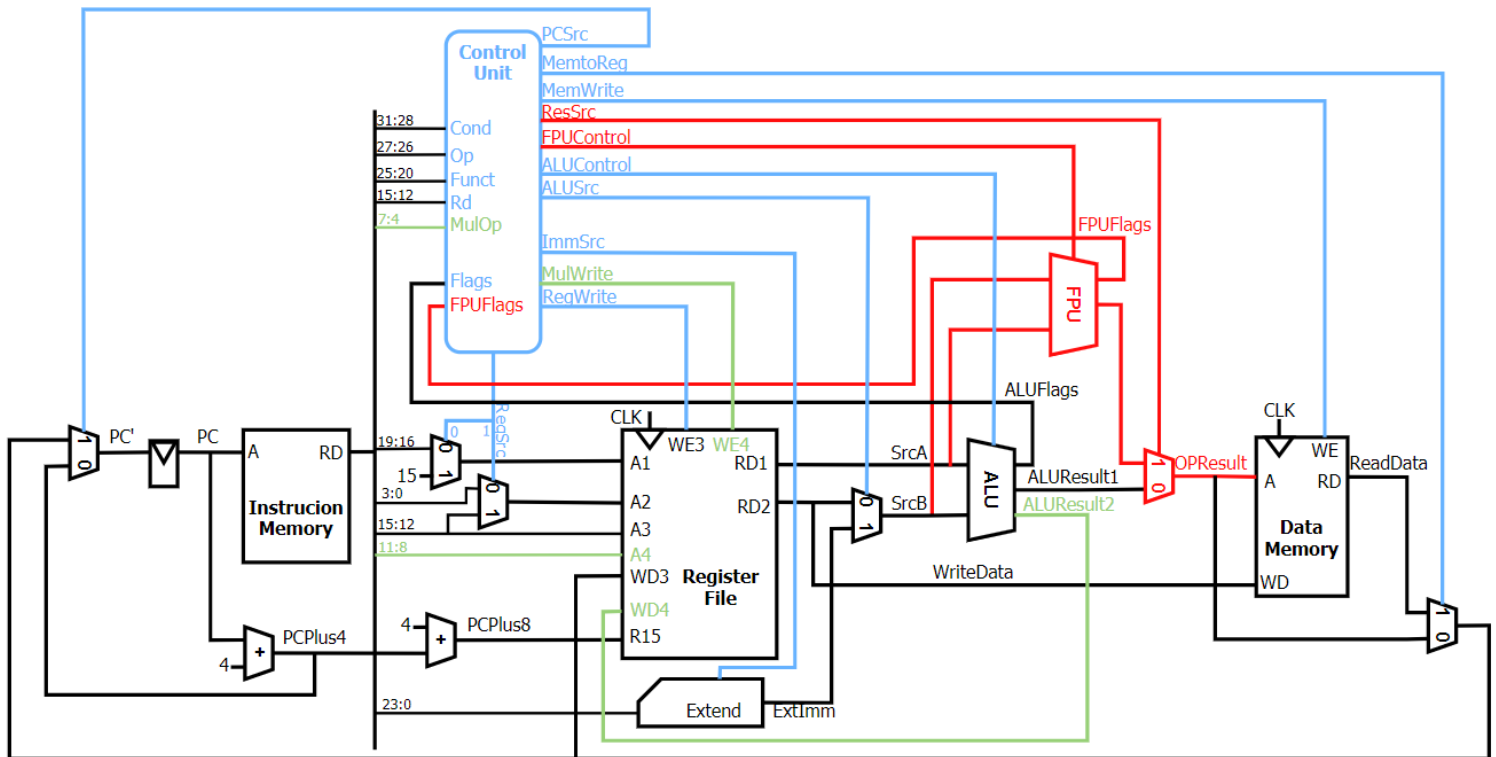 PCSrc
Control
Unit
MemtoReg
MemWrite
ResSrc
31:28
Cond
FPUControl
27:26
Op
ALUControl
25:20
Funct
ALUSrc
15:12
Rd
7:4
MulOp
FPUFlags
ImmSrc
Flags
MulWrite
FPUFlags
RegWrite
FPU
ALUFlags
RegSrc
0
1
CLK
CLK
PC'
PC
1
0
A
RD
Instrucion
Memory
19:16
0
1
15
3:0
0
1
15:12
11:8
WE3
WE4
A1
RD1
A2
RD2
A3
A4
WD3
Register
File
WD4
R15
SrcA
0
1
SrcB
ALU
ALUResult1
ALUResult2
1
0
OPResult
WE
A
RD
Data
Memory
WD
ReadData
WriteData
1
0
4
+
PCPlus4
4
+
PCPlus8
23:0
Extend
ExtImm